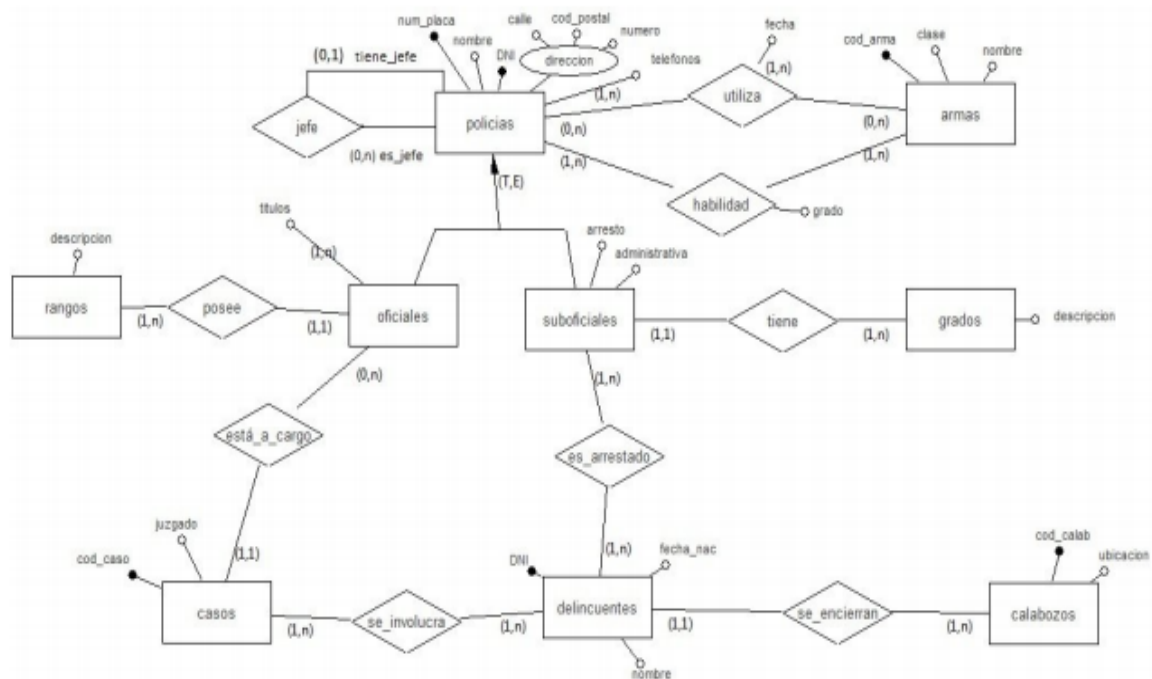 num_placa
nombre
DNI
calle
cod_postal
numero
direccion
telefonos
(1,n)
(0,1) tiene_jefe
jefe
(0,n) es_jefe
policias
(0,n)
fecha
(1,n)
utiliza
cod_arma
clase
nombre
(0,n)
armas
(1,n)
(1,n)
habilidad
grado
(T,E)
titulos
(1,n)
descripcion
rangos
(1,n)
posee
(1,1)
oficiales
arresto
administrativa
suboficiales
(1,1)
tiene
(1,n)
grados
descripcion
(0,n)
está_a_cargo
(1,1)
(1,n)
es_arrestado
(1,n)
juzgado
cod_caso
casos
(1,n)
se_involucra
(1,n)
DNI
fecha_nac
delincuentes
nombre
(1,1)
se_encierran
(1,n)
cod_calab
ubicacion
calabozos